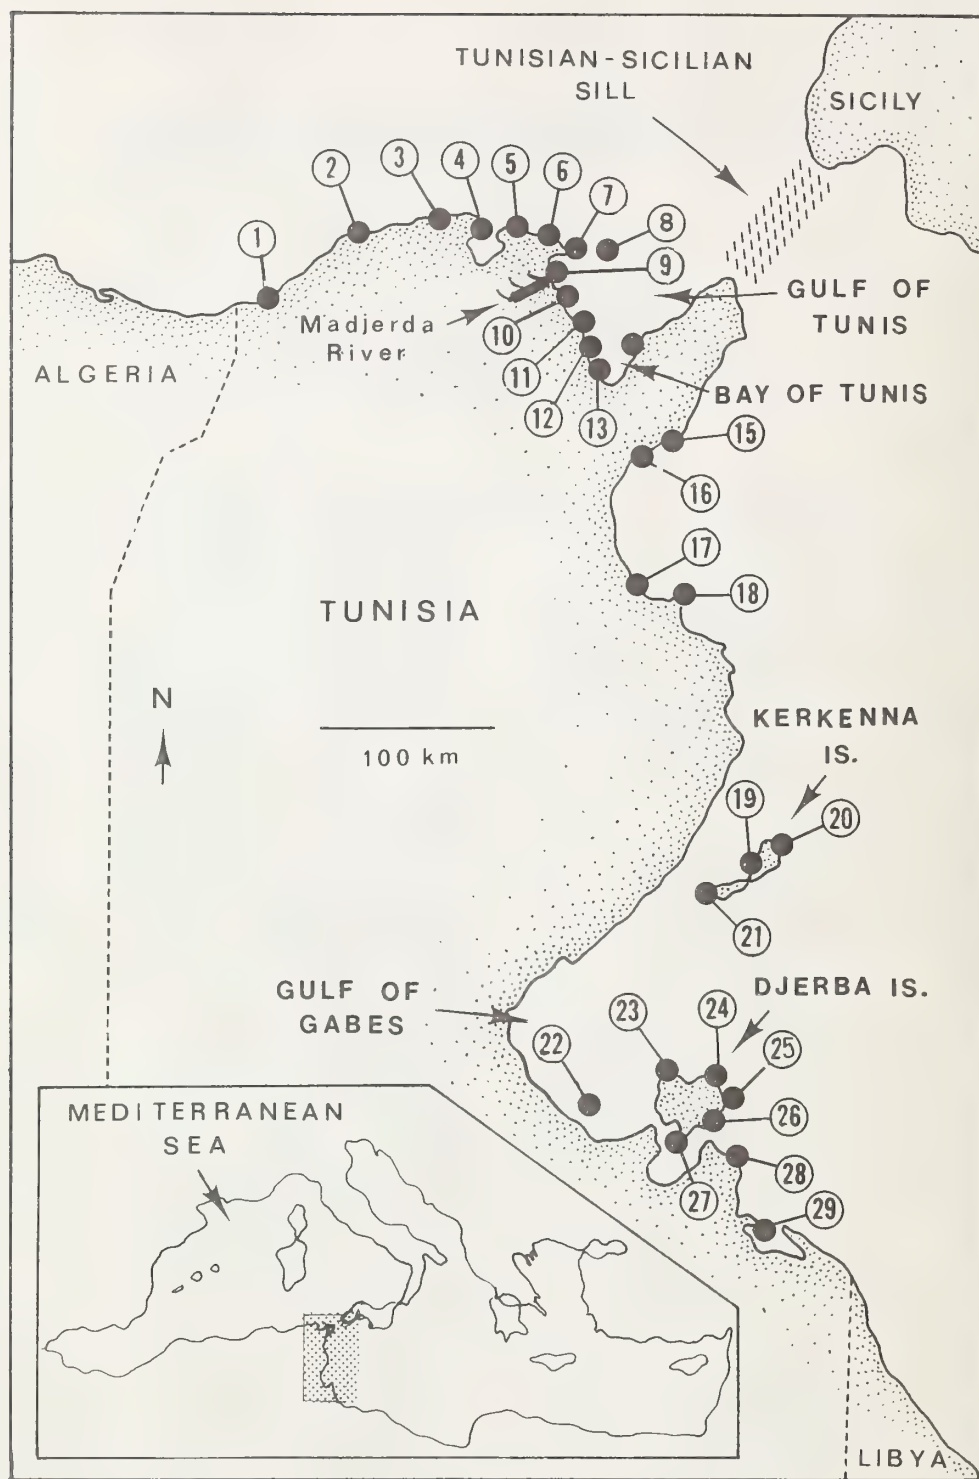 TUNISIAN-SICILIAN
SILL
SICILY
1
2
3
4
5
6
7
8
9
Madjerda
River
10
11
12
13
GULF OF
TUNIS
BAY OF TUNIS
ALGERIA
15
16
17
18
TUNISIA
N
100 km
KERKENNA
IS.
19
20
21
GULF OF
GABES
DJERBA IS.
22
23
24
25
26
27
28
29
MEDITERRANEAN
SEA
LIBYA